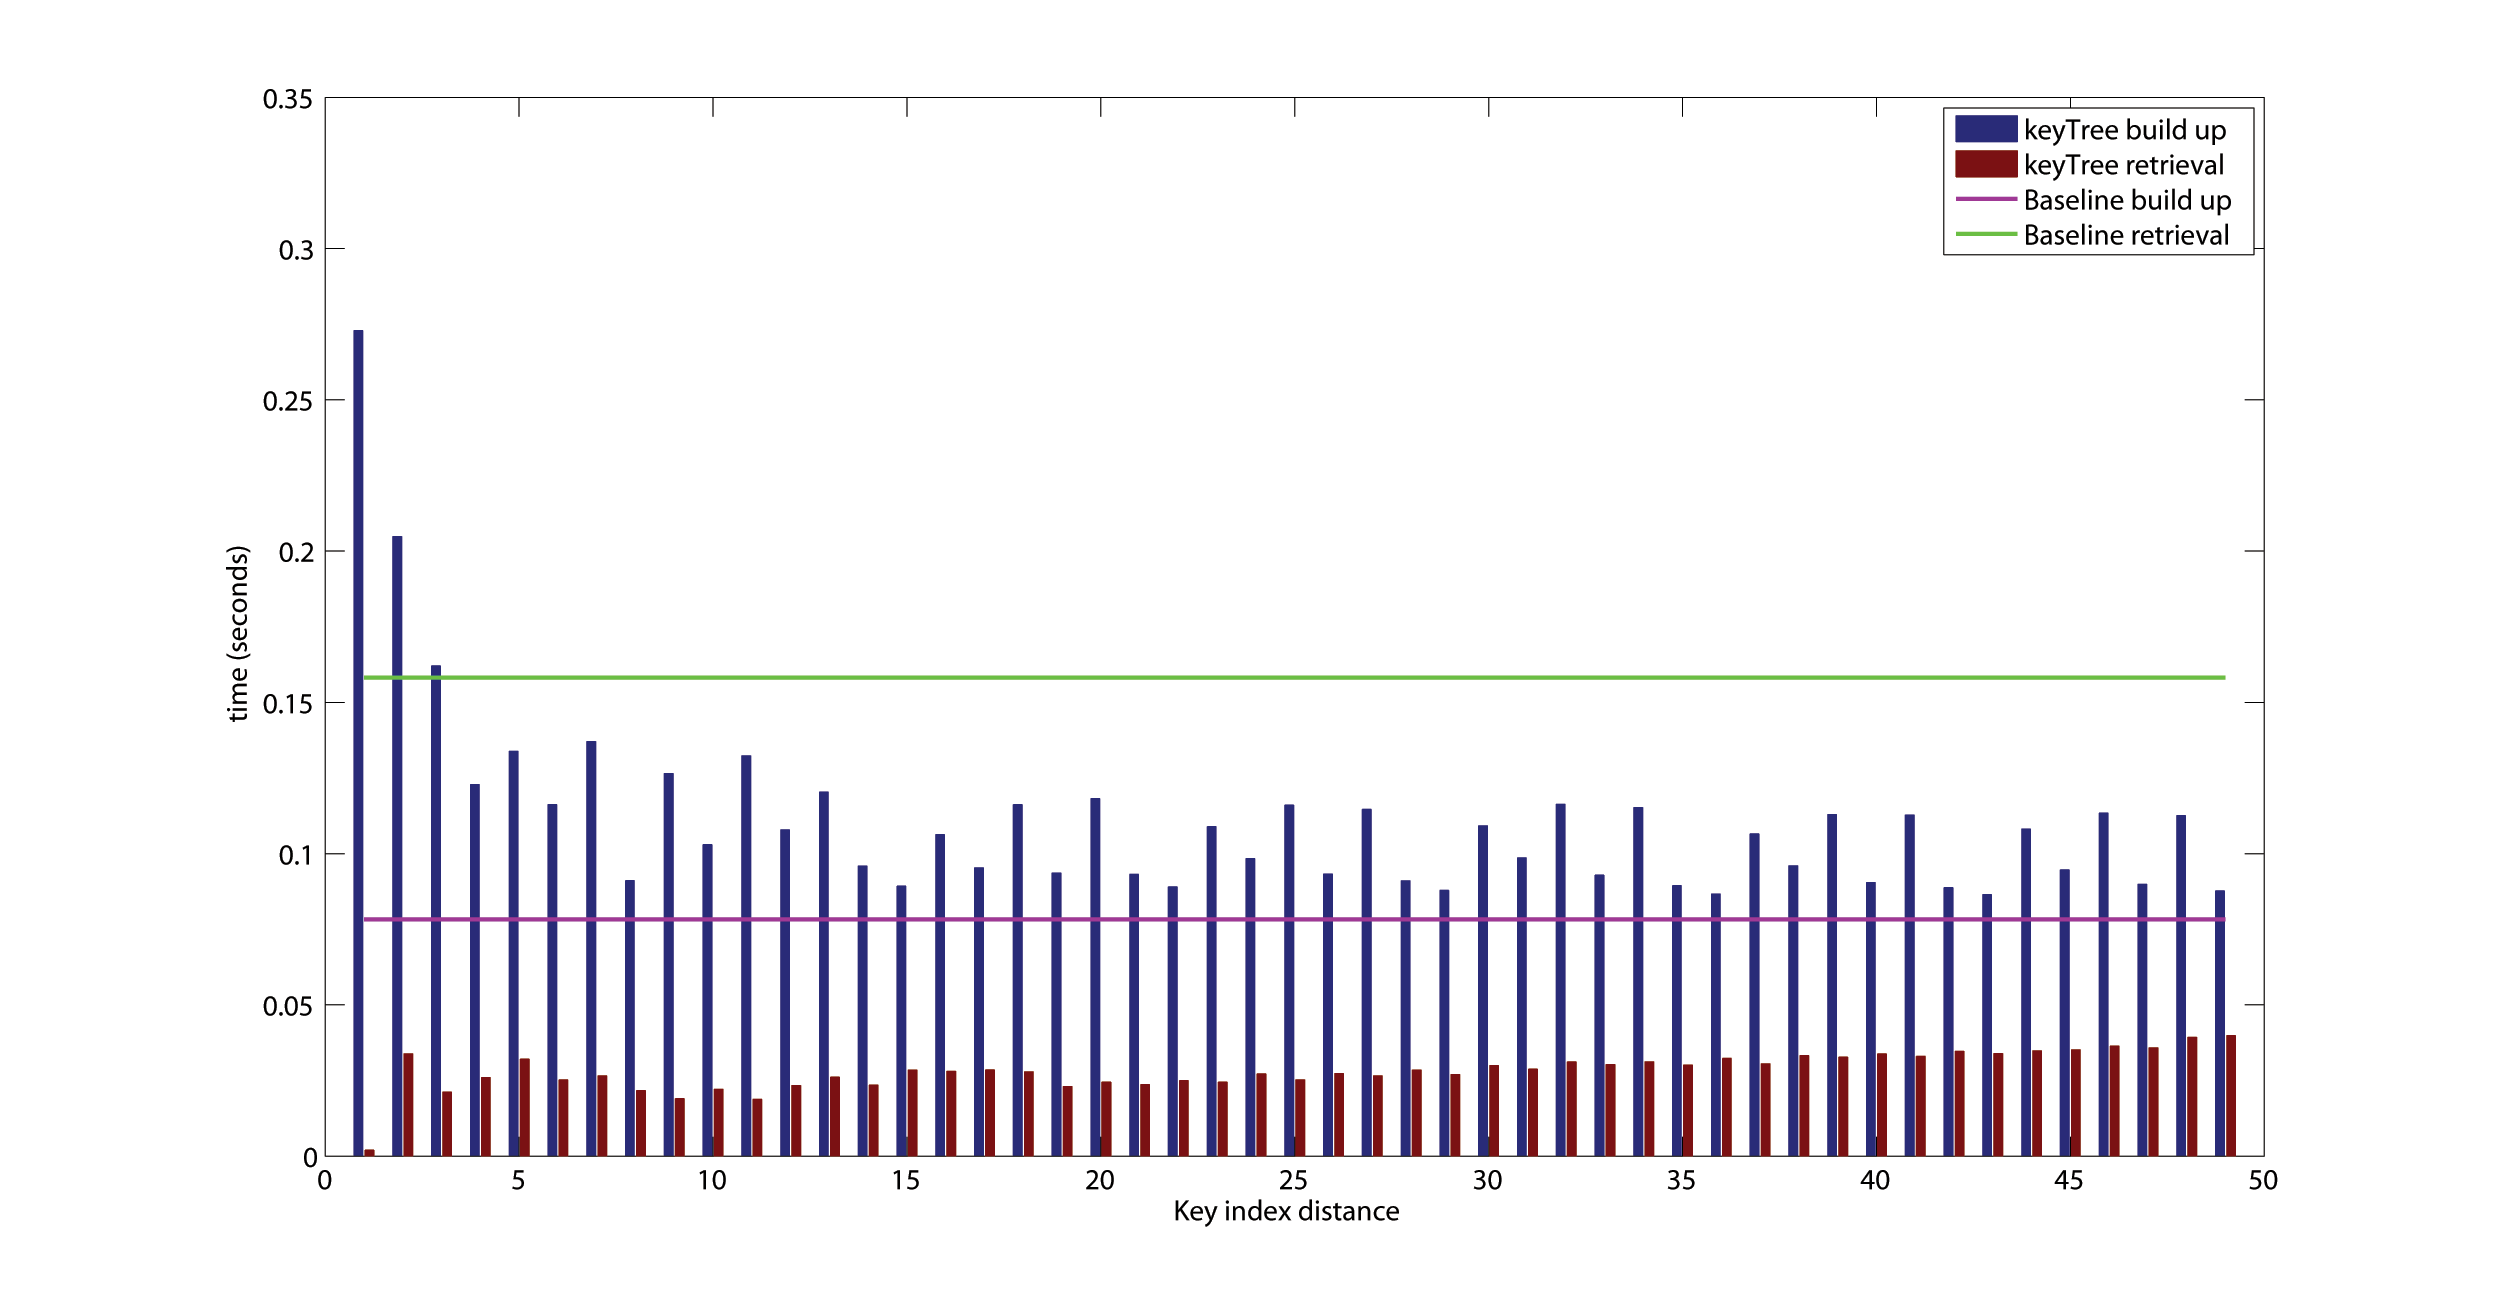 0.35
0.3
0.25
0.2
0.15
0.1
0.05
0
time (seconds)
keyTree build up
keyTree retrieval
Baseline build up
Baseline retrieval
0 5 10 15 20 25 30 35 40 45 50
Key index distance